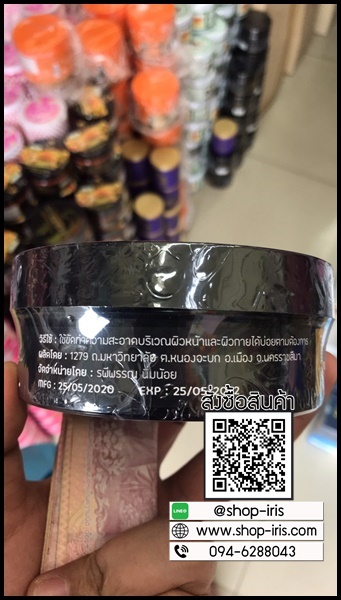 วิธีใช้ : ใช้ขัดทำความสะอาดบริเวณผิวหน้าและผิวกายได้บ่อยตามต้องการ
ผลิตโดย : 1279 ถ.มหาวิทยาลัย ต.หนองจะบก อ.เมือง จ.นครราชสีมา
จัดจำหน่ายโดย : รพีพรรณ พิมน้อย
MFG : 25/05/2020 EXP : 25/05/20
สั่งซื้อสินค้า
LINE@ @shop-iris
www.shop-iris.com
094-6288043